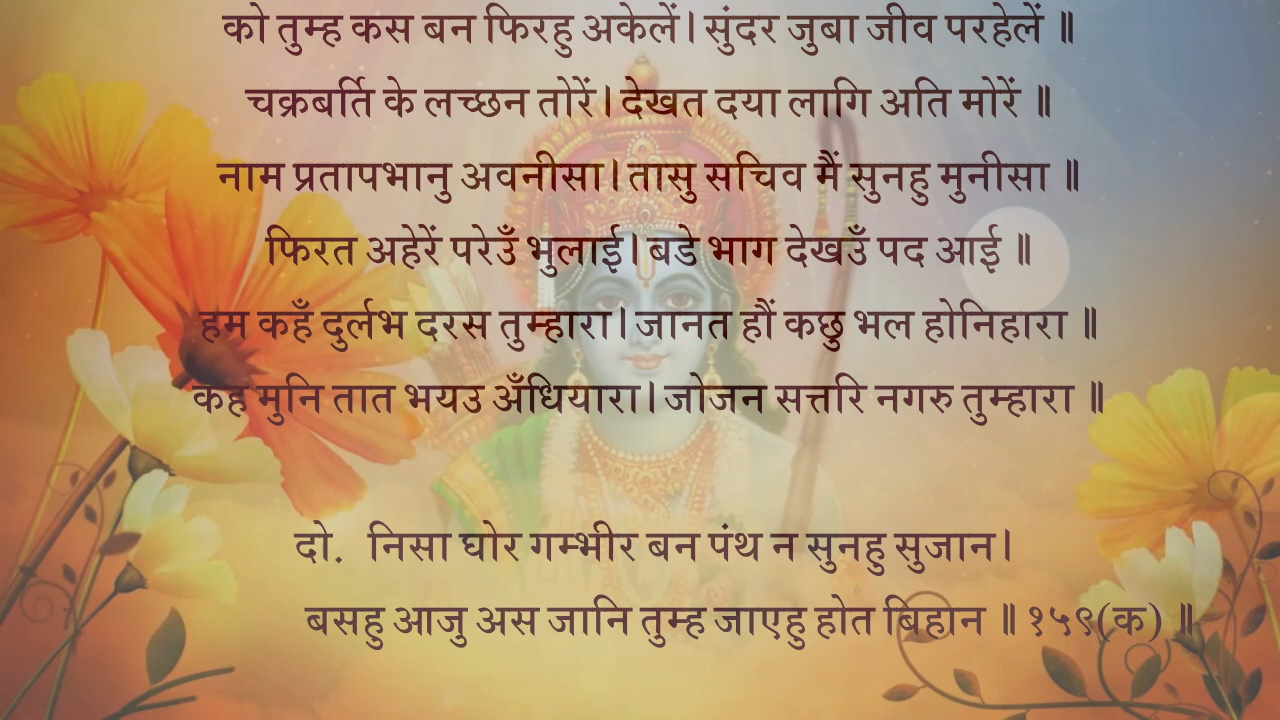 को तुम्ह कस बन फिरहु अकेलें। सुंदर जुबा जीव परहेलें ॥
चक्रबर्ति के लच्छन तोरें। देखत दया लागि अति मोरें ॥
नाम प्रतापभानु अवनीसा। तासु सचिव मैं सुनहु मुनीसा ॥
फिरत अहेरें परेउँ भुलाई। बडे भाग देखउँ पद आई ॥
हम कहँ दुर्लभ दरस तुम्हारा। जानत हौं कछु भल होनिहारा ॥
कह मुनि तात भयउ अँधियारा। जोजन सत्तरि नगरु तुम्हारा ॥
दो. निसा घोर गम्भीर बन पंथ न सुनहु सुजान।
बसहु आजु अस जानि तुम्ह जाएहु होत बिहान ॥ १५९(क) ॥